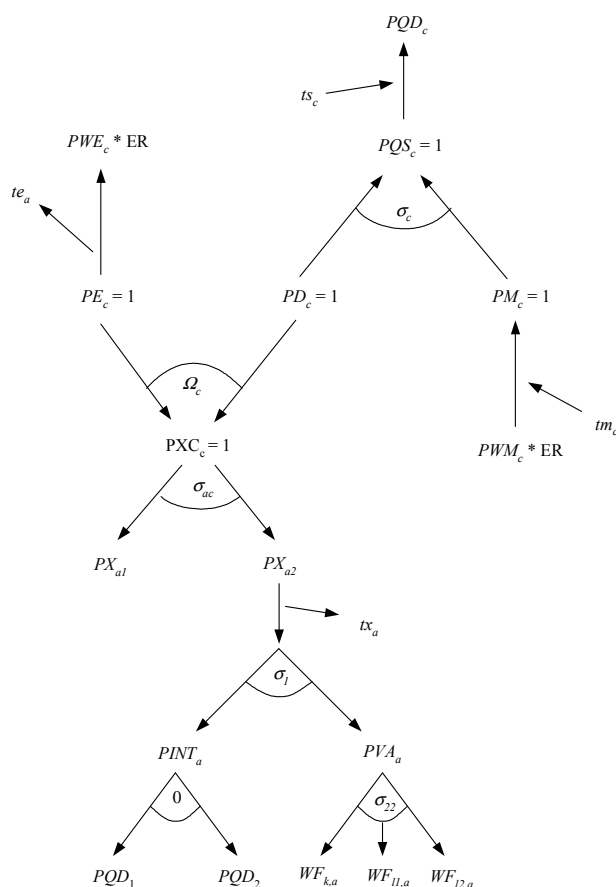 PQD_c
ts_c
PWE_c * ER
PQS_c = 1
te_a
σ_c
PE_c = 1
PD_c = 1
PM_c = 1
Ω_c
tm_c
PXC_c = 1
PWM_c * ER
σ_ac
PX_a1
PX_a2
tx_a
σ_1
PINT_a
PVA_a
0
σ_22
PQD_1
PQD_2
WF_k,a
WF_l1,a
WF_l2,a